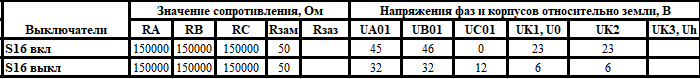 Выключатели Значение сопротивления, Ом Напряжения фаз и корпусов относительно земли, В
RA RB RC Rзам Rзаз UA01 UB01 UC01 UK1, U0 UK2 UK3, Uh
S16 вкл 150000 150000 150000 50 45 46 0 23 23
S16 выкл 150000 150000 150000 50 32 32 12 6 6